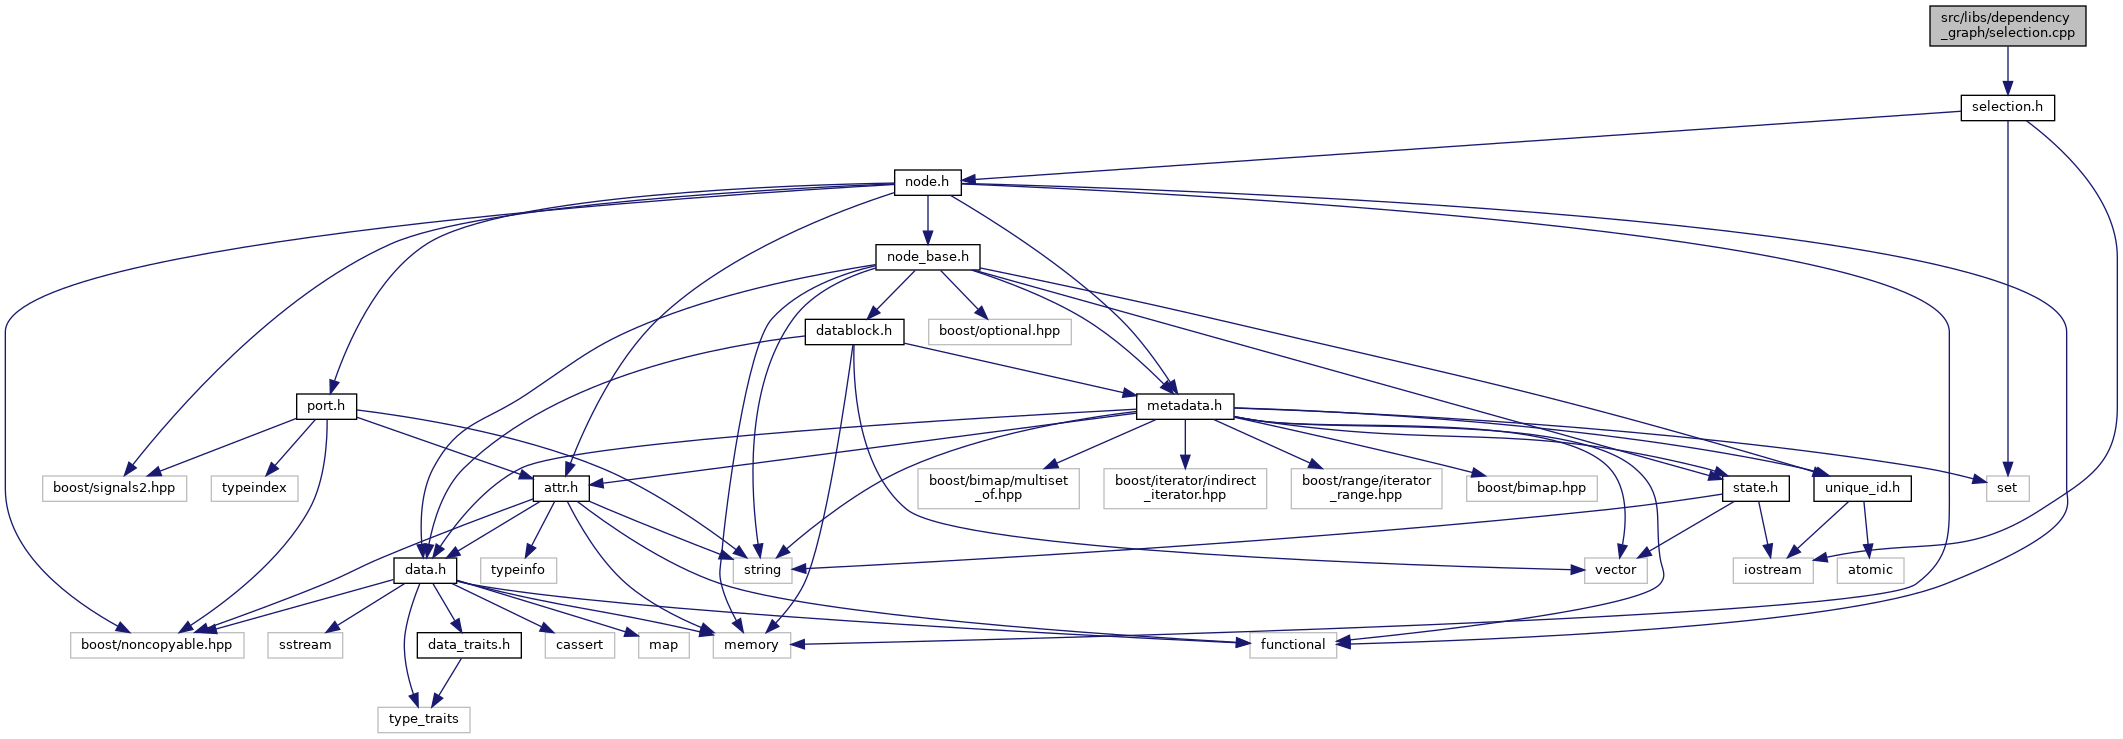 src/libs/dependency
_graph/selection.cpp
selection.h
node.h
node_base.h
datablock.h
boost/optional.hpp
port.h
metadata.h
boost/signals2.hpp
typeindex
attr.h
boost/bimap/multiset
_of.hpp
boost/iterator/indirect
_iterator.hpp
boost/range/iterator
_range.hpp
boost/bimap.hpp
state.h
unique_id.h
set
data.h
typeinfo
string
vector
iostream
atomic
boost/noncopyable.hpp
sstream
data_traits.h
cassert
map
memory
functional
type_traits